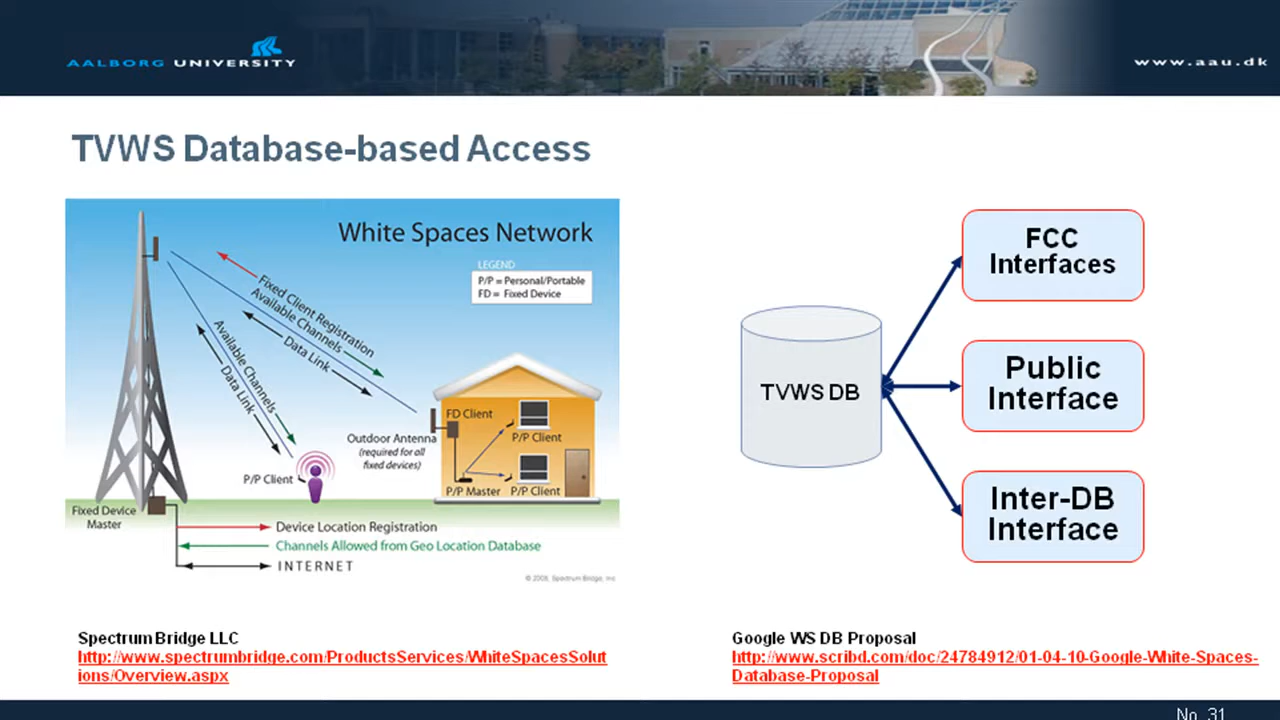 AALBORG UNIVERSITY
www.aau.dk
TVWS Database-based Access
White Spaces Network
LEGEND
P/P = Personal/Portable
FD = Fixed Device
Fixed Client Registration
Available Channels
Data Link
Available Channels
Data Link
FD Client
P/P Client
Outdoor Antenna
(required for all
fixed devices)
P/P Client
P/P Master
P/P Client
Fixed Device
Master
Device Location Registration
Channels Allowed from Geo Location Database
INTERNET
© 2009, Spectrum Bridge, Inc
TVWS DB
FCC
Interfaces
Public
Interface
Inter-DB
Interface
Spectrum Bridge LLC
http://www.spectrumbridge.com/ProductsServices/WhiteSpacesSolut
ions/Overview.aspx
Google WS DB Proposal
http://www.scribd.com/doc/24784912/01-04-10-Google-White-Spaces-
Database-Proposal
No. 31